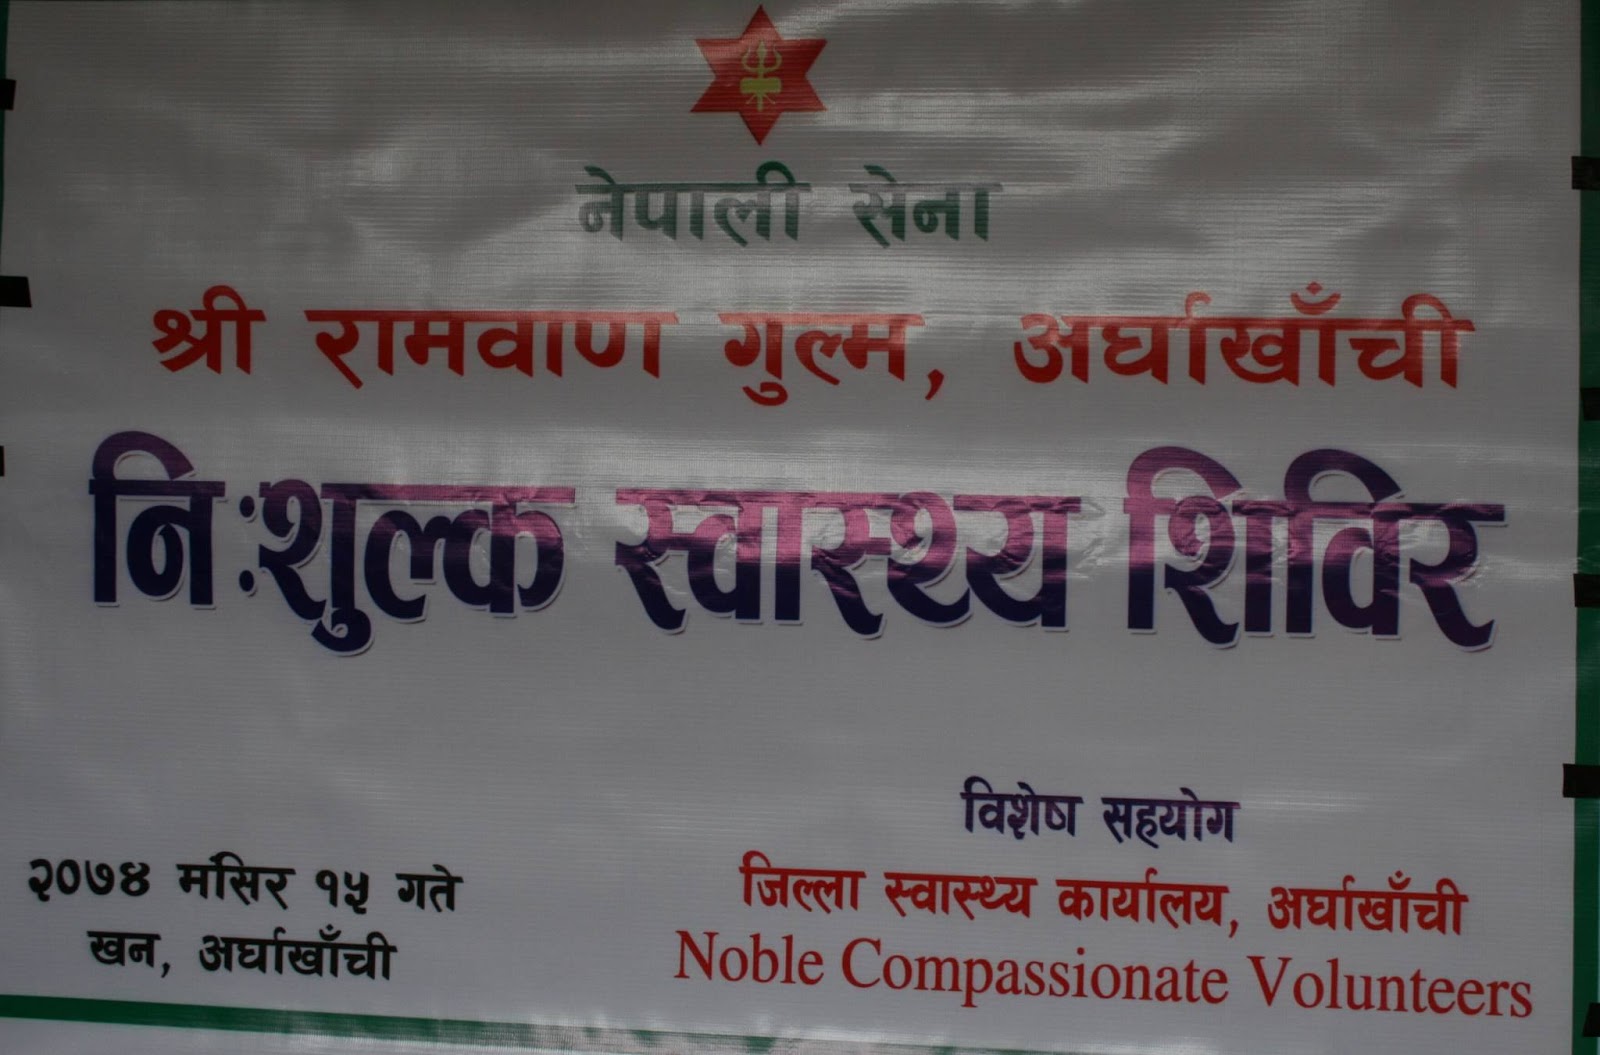 नेपाली सेना
श्री रामवाण गुल्म, अर्घाखाँची
निःशुल्क स्वास्थ्य शिविर
विशेष सहयोग
जिल्ला स्वास्थ्य कार्यालय, अर्घाखाँची
Noble Compassionate Volunteers
२०७४ मंसिर १५ गते
खन, अर्घाखाँची